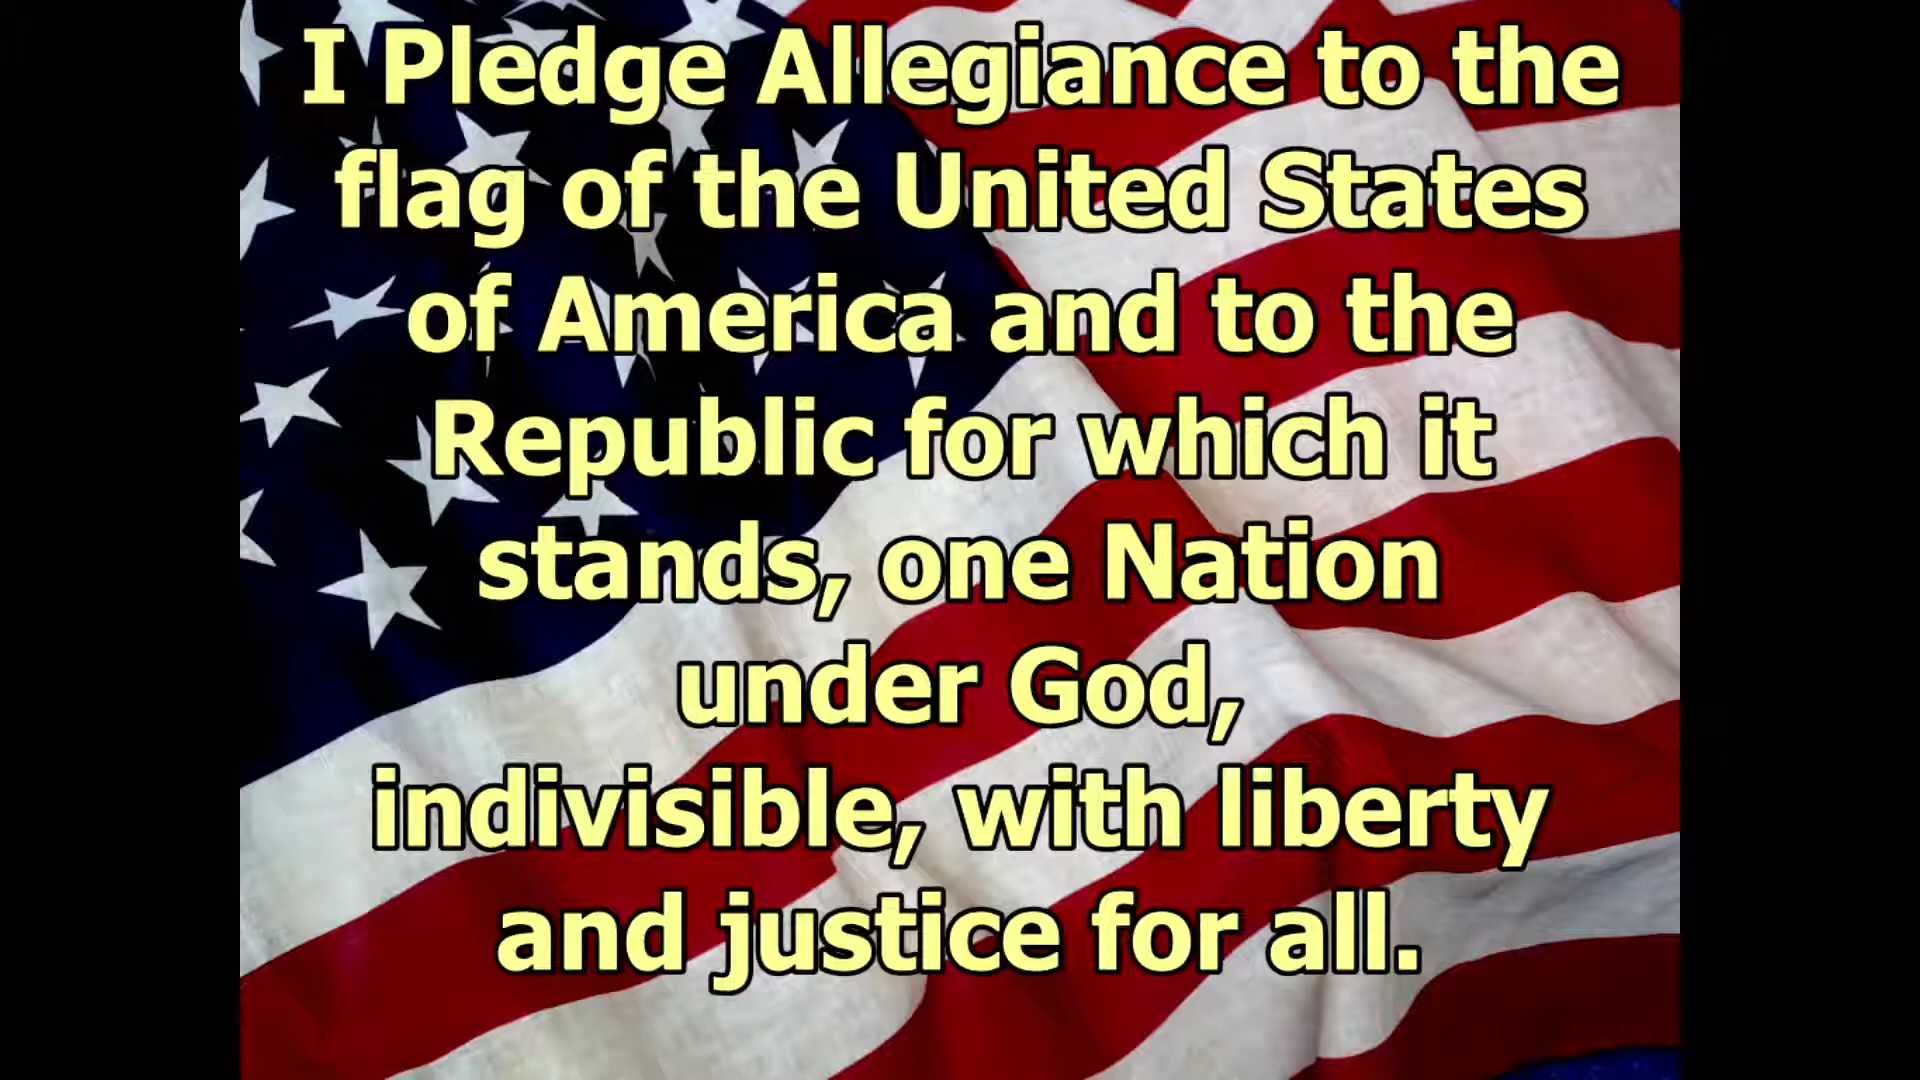 I Pledge Allegiance to the
flag of the United States
of America and to the
Republic for which it
stands, one Nation
under God,
indivisible, with liberty
and justice for all.